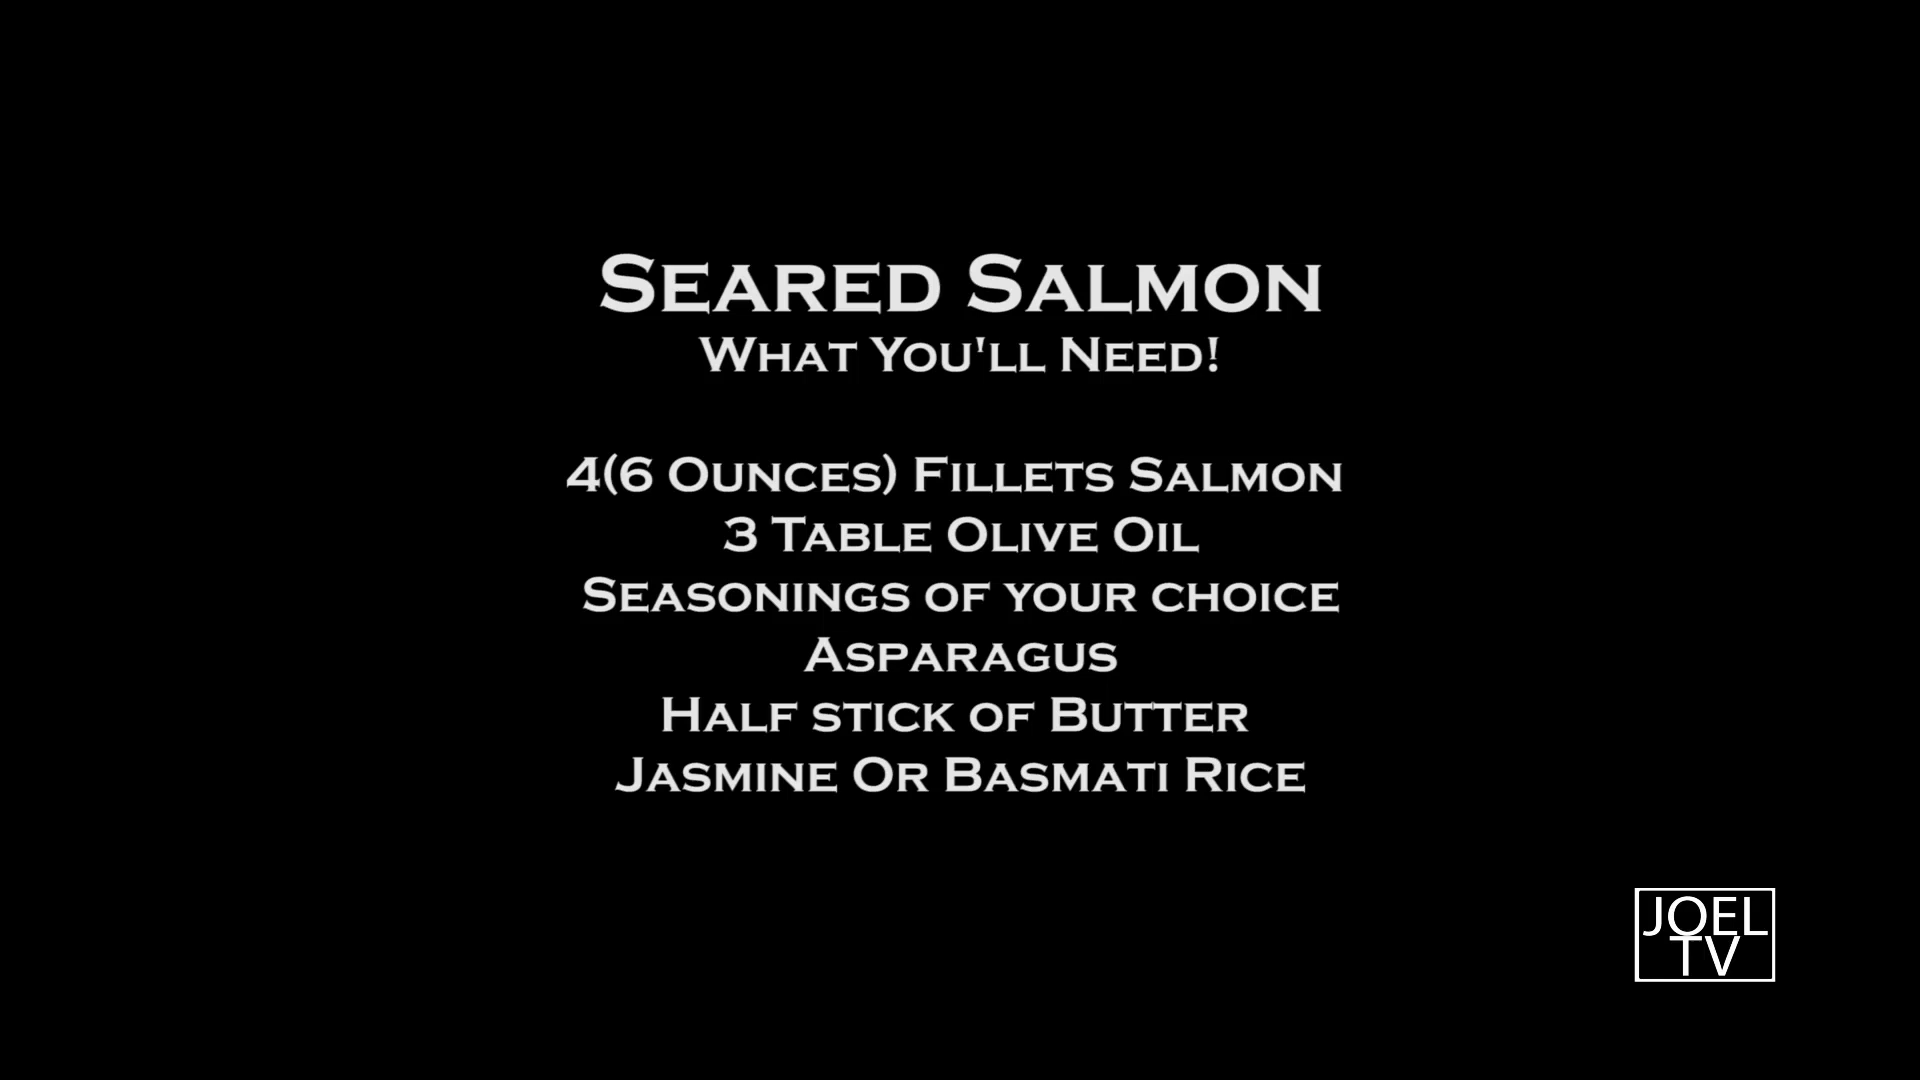 Seared Salmon
What You'll Need!
4(6 Ounces) Fillets Salmon
3 Table Olive Oil
Seasonings of your choice
Asparagus
Half stick of Butter
Jasmine Or Basmati Rice
JOEL
TV